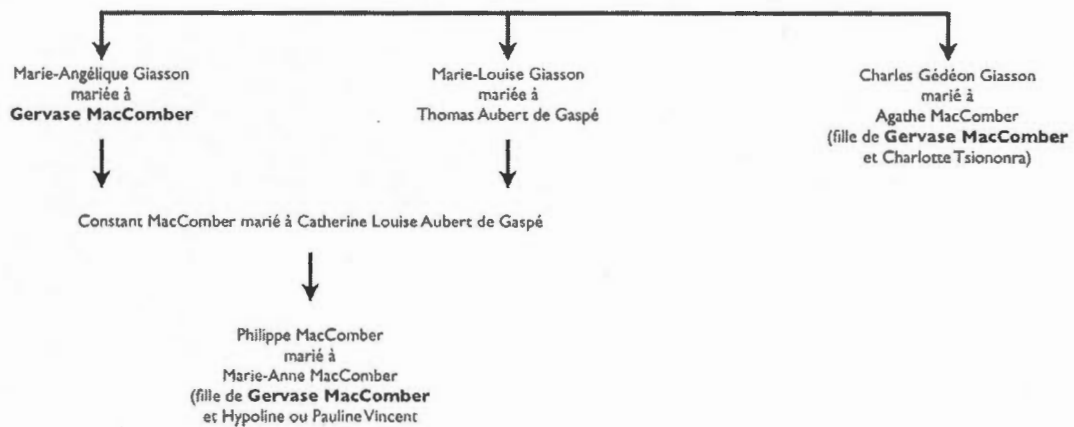 Marie-Angélique Giasson
mariée à
Gervase MacComber
Marie-Louise Giasson
mariée à
Thomas Aubert de Gaspé
Charles Gédéon Giasson
marié à
Agathe MacComber
(fille de Gervase MacComber
et Charlotte Tsiononra)
Constant MacComber marié à Catherine Louise Aubert de Gaspé
Philippe MacComber
marié à
Marie-Anne MacComber
(fille de Gervase MacComber
et Hypoline ou Pauline Vincent